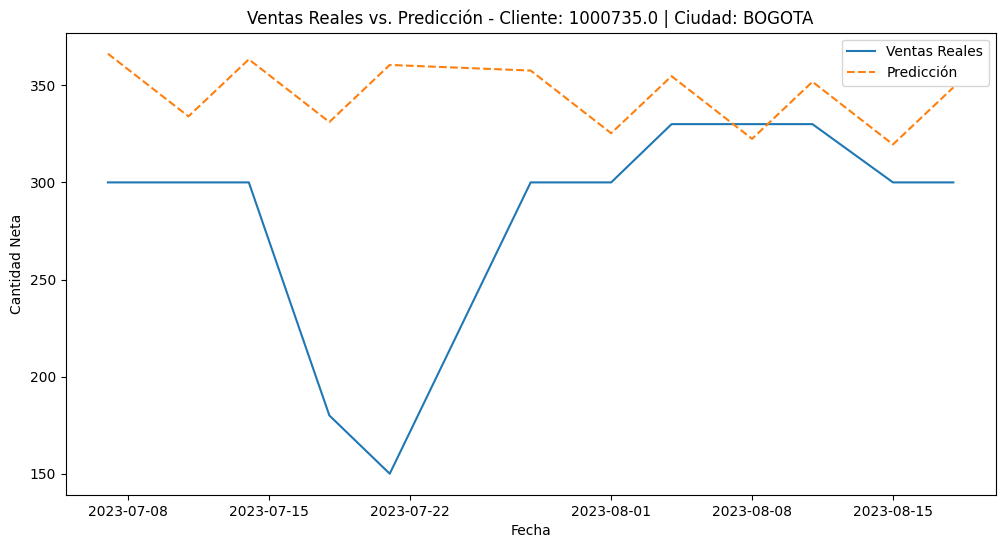 Ventas Reales vs. Predicción - Cliente: 1000735.0 | Ciudad: BOGOTA
Ventas Reales
Predicción
Cantidad Neta
350
300
250
200
150
2023-07-08
2023-07-15
2023-07-22
2023-08-01
2023-08-08
2023-08-15
Fecha